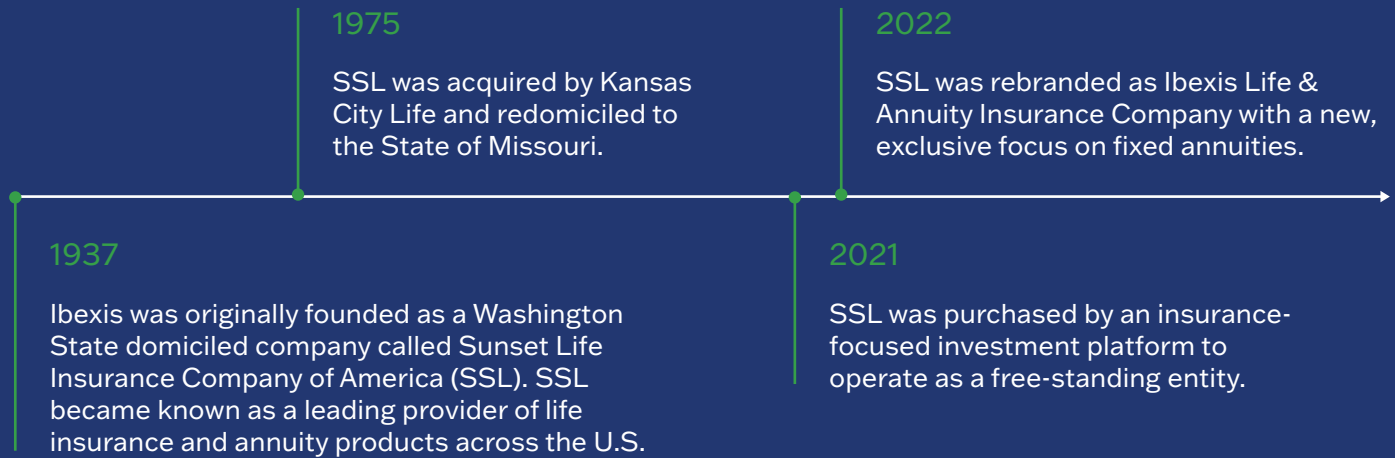 1975
SSL was acquired by Kansas
City Life and redomiciled to
the State of Missouri.
2022
SSL was rebranded as Ibexis Life &
Annuity Insurance Company with a new,
exclusive focus on fixed annuities.
1937
Ibexis was originally founded as a Washington
State domiciled company called Sunset Life
Insurance Company of America (SSL). SSL
became known as a leading provider of life
insurance and annuity products across the U.S.
2021
SSL was purchased by an insurance-
focused investment platform to
operate as a free-standing entity.